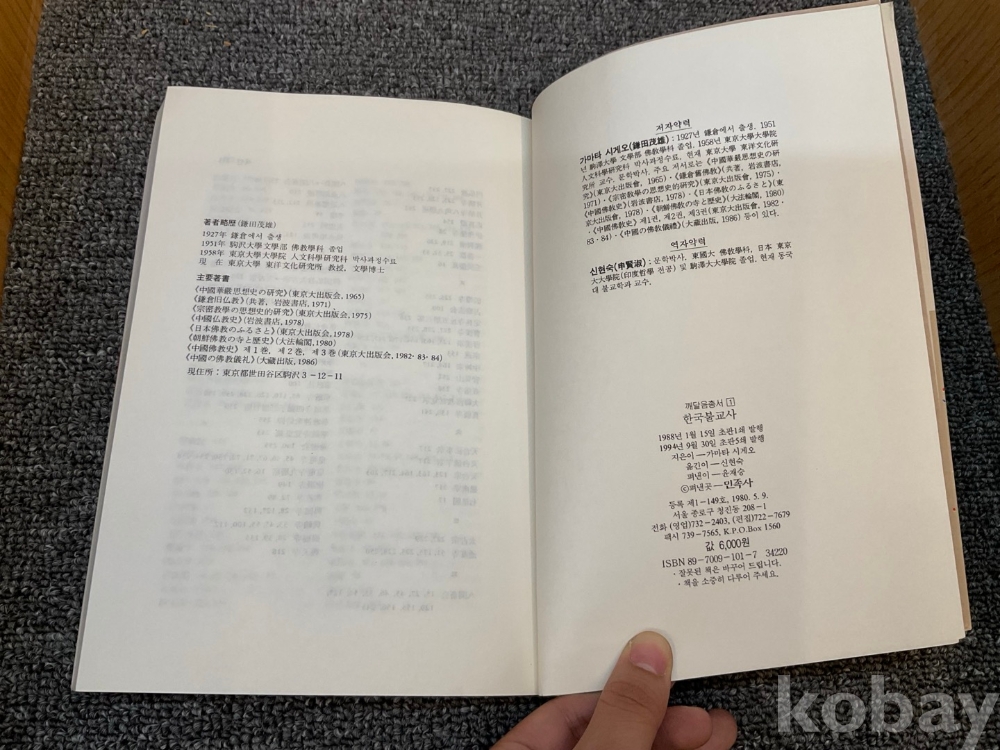 著者略歷(鎌田茂雄)
1927年 鎌倉에서 출생
1951年 駒沢大學文學部 佛教學科 졸업
1958年 東京大學大學院 人文科學研究科 박사과정수료
現 在 東京大學 東洋文化研究所 教授, 文學博士
主要著書
《中國華嚴思想史の研究》(東京大出版会, 1965)
《鎌倉旧仏教》(共著, 岩波書店, 1971)
《宗密教學の思想史的研究》(東京大出版会, 1975)
《中国仏教史》(岩波書店, 1978)
《日本佛教のふるさと》(東京大出版会, 1978)
《朝鮮佛教の寺と歷史》(大法輪閣, 1980)
《中國佛教史》제1巻, 제2巻, 제3巻(東京大出版会, 1982·83·84)
《中國の佛教儀礼》(大蔵出版, 1986)
現住所：東京都世田谷区駒沢 3－12－11
저자약력
가마타 시게오(鎌田茂雄)：1927년 鎌倉에서 출생, 1951
년 駒澤大學 文學部 佛教學科 졸업, 1958년 東京大學大學院
人文科學研究科 박사과정수료, 현재 東京大學 東洋文化研
究所 교수, 문학박사, 주요 저서로는《中國華嚴思想史の研
究》(東京大出版會, 1965)·《鎌倉舊佛教》(共著, 岩波書店,
1971)·《宗密教學の思想史的研究》(東京大出版會, 1975)·
《中國佛教史》(岩波書店, 1978)·《日本佛教のふるさと》(東
京大出版會, 1978)·《朝鮮佛教の寺と歷史》(大法輪閣, 1980)
·《中國佛教史》제1권, 제2권, 제3권(東京大出版會, 1982·
83·84)·《中國の佛教儀禮》(大蔵出版, 1986) 등이 있다.
역자약력
신현숙(申賢淑)：문학박사, 東國大 佛教學科, 日本 東京
大大學院(印度哲學 전공) 및 駒澤大大學院 졸업. 현재 동국
대 불교학과 교수.
깨달음총서 1
한국불교사
1988년 1월 15일 초판1쇄 발행
1994년 9월 30일 초판5쇄 발행
지은이―가마타 시게오
옮긴이―신현숙
펴낸이―윤재승
ⓒ펴낸곳―민족사
등록 제1－149호, 1980. 5. 9.
서울 종로구 청진동 208－1
전화 (영업)732－2403, (편집)722－7679
팩시 739－7565, K.P.O.Box 1560
값 6,000원
ISBN 89-7009-101-7 34220
·잘못된 책은 바꾸어 드립니다.
·책을 소중히 다루어 주세요.
kobay